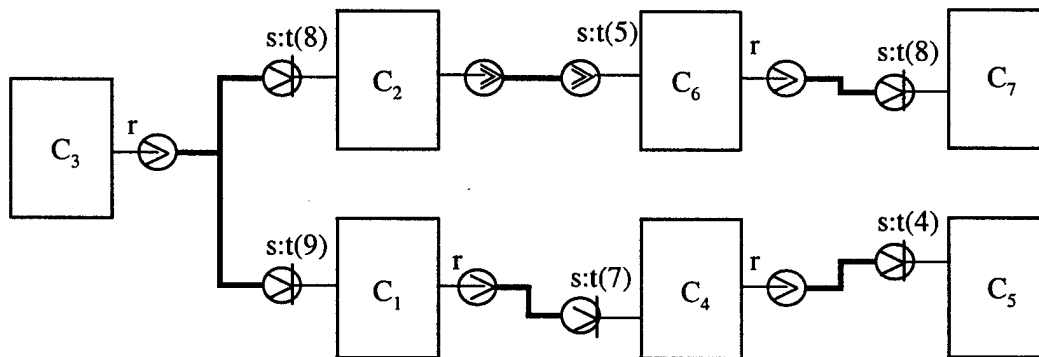 s:t(8)
s:t(5)
r
s:t(8)
C₂
C₆
C₇
r
C₃
s:t(9)
r
s:t(7)
r
s:t(4)
C₁
C₄
C₅